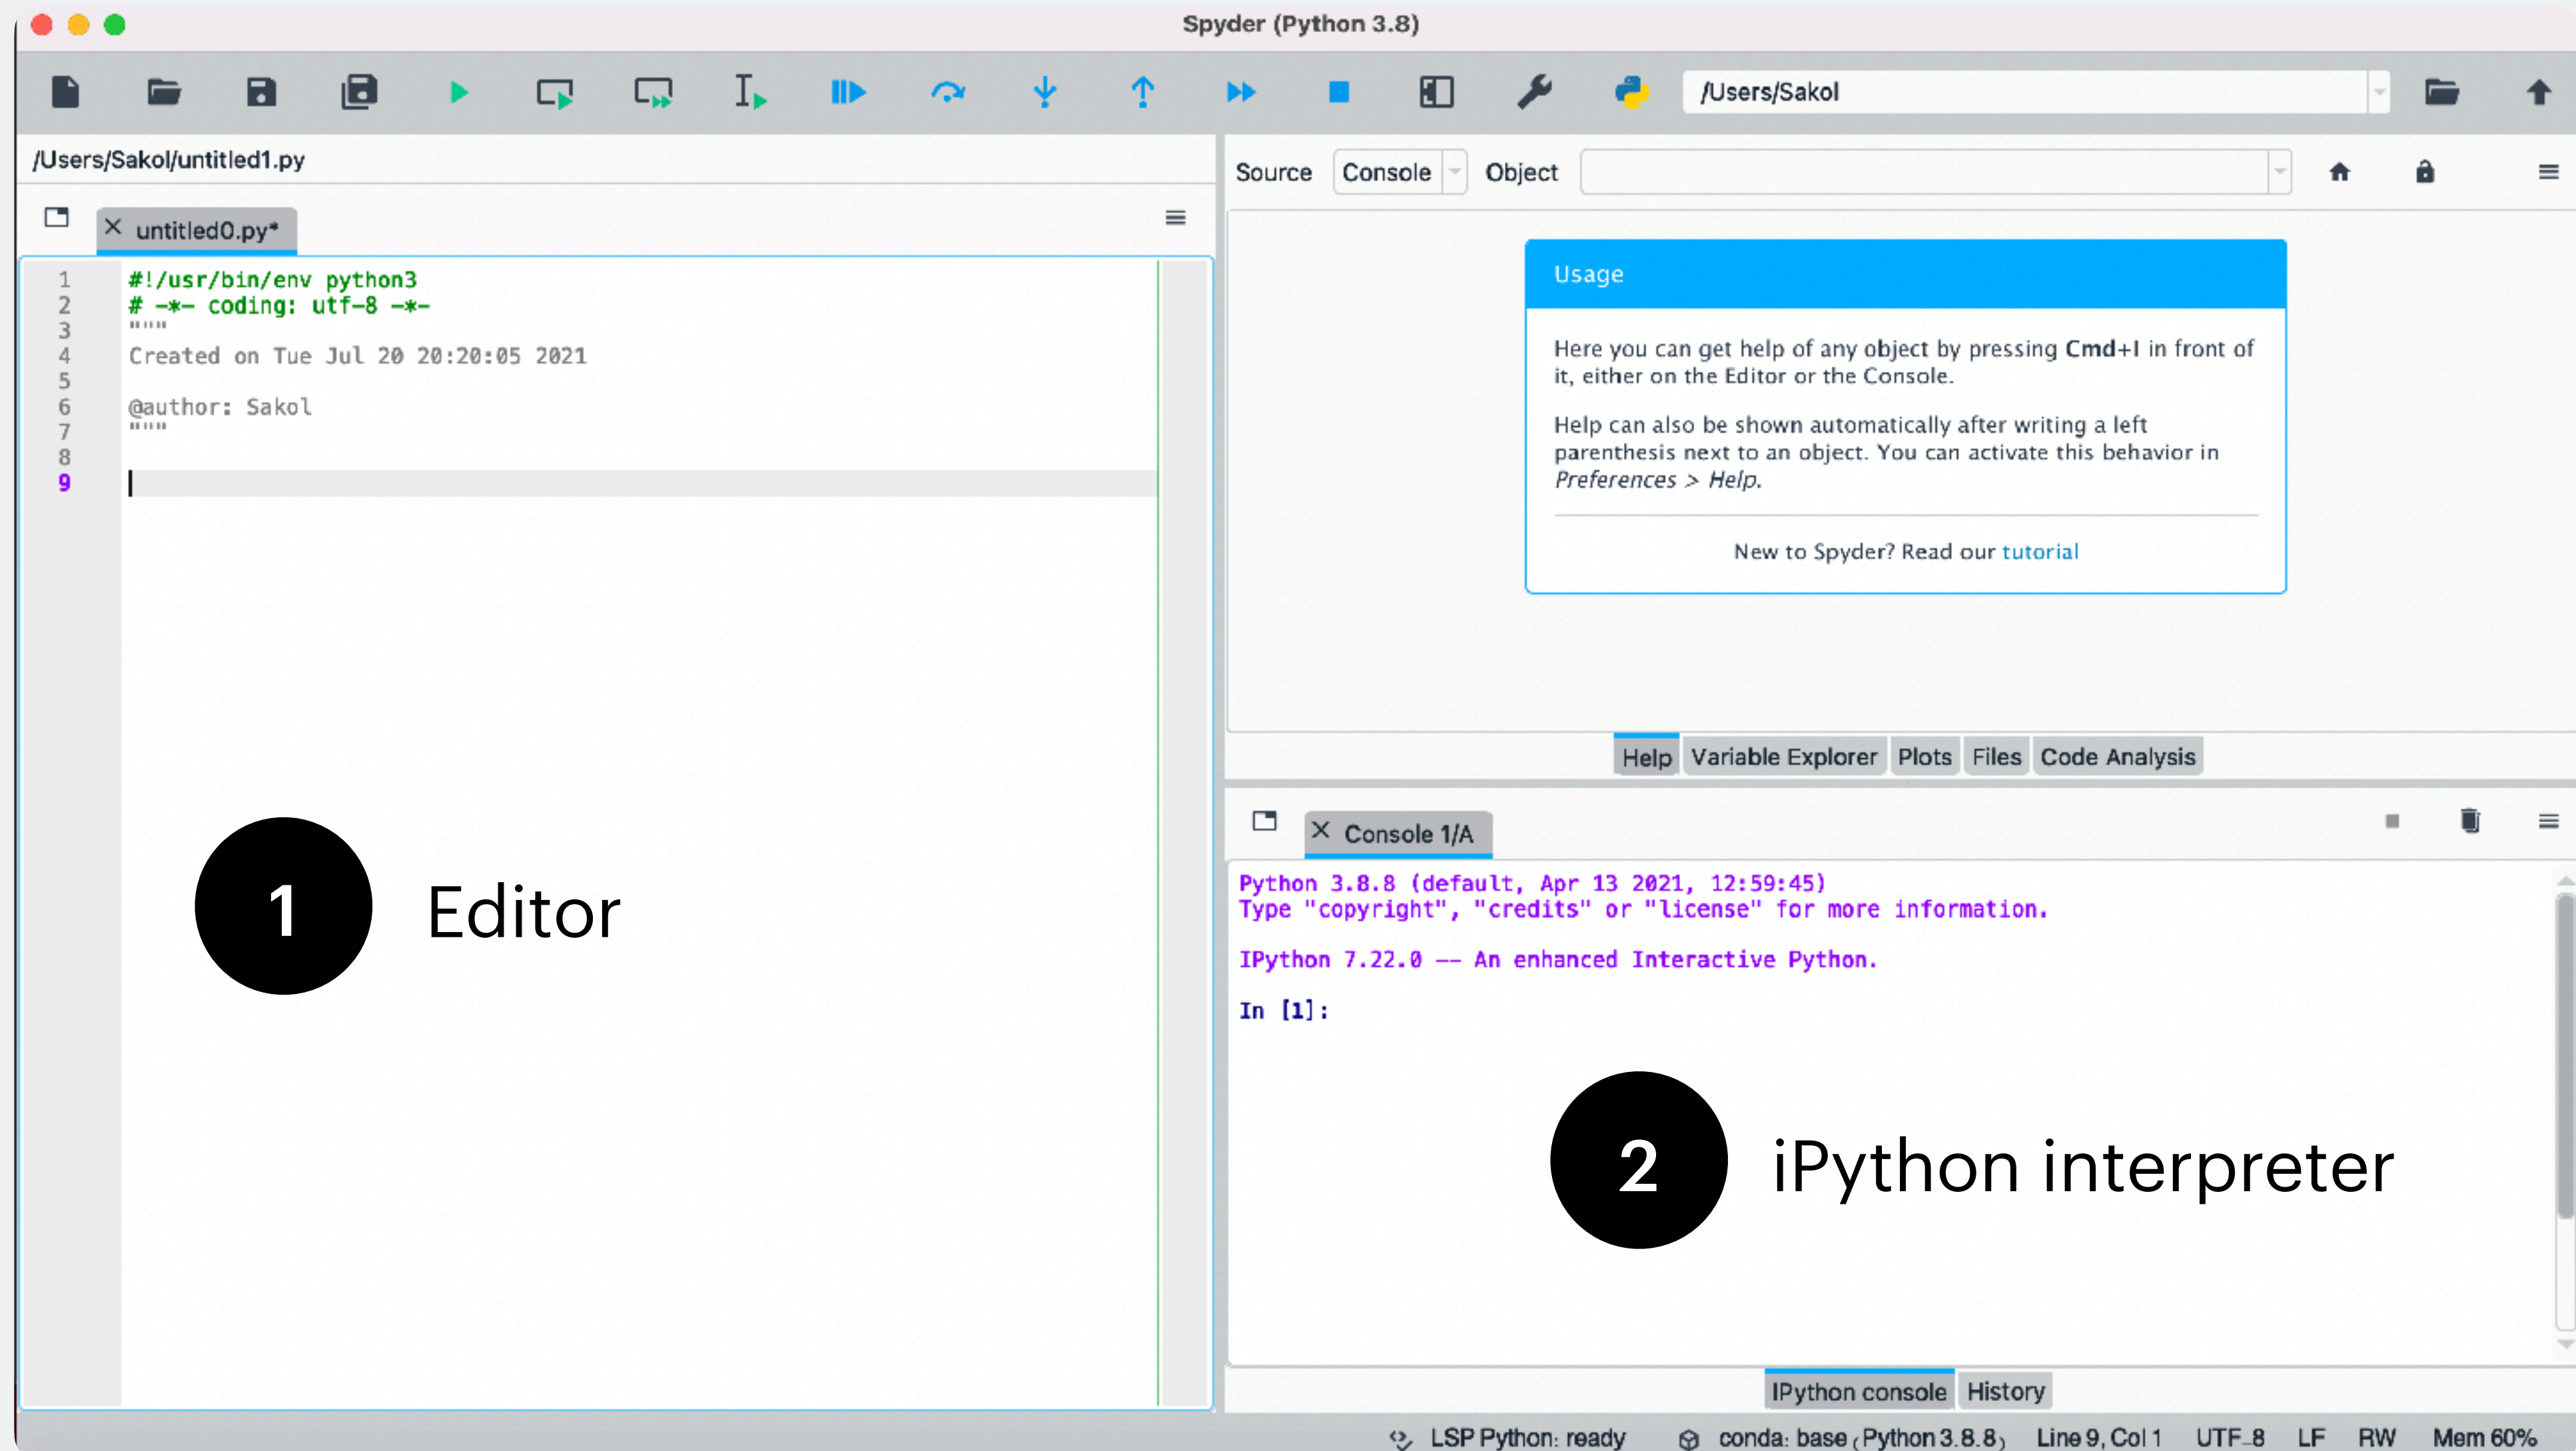 Spyder (Python 3.8)
/Users/Sakol
/Users/Sakol/untitled1.py
untitled0.py*
1 #!/usr/bin/env python3
2 # -*- coding: utf-8 -*-
3 """
4 Created on Tue Jul 20 20:20:05 2021
5
6 @author: Sakol
7 """
8
9
1 Editor
Source Console Object
Usage
Here you can get help of any object by pressing Cmd+I in front of
it, either on the Editor or the Console.
Help can also be shown automatically after writing a left
parenthesis next to an object. You can activate this behavior in
Preferences > Help.
New to Spyder? Read our tutorial
Help Variable Explorer Plots Files Code Analysis
Console 1/A
Python 3.8.8 (default, Apr 13 2021, 12:59:45)
Type "copyright", "credits" or "license" for more information.
IPython 7.22.0 -- An enhanced Interactive Python.
In [1]:
2 iPython interpreter
IPython console History
LSP Python: ready conda: base (Python 3.8.8) Line 9, Col 1 UTF-8 LF RW Mem 60%